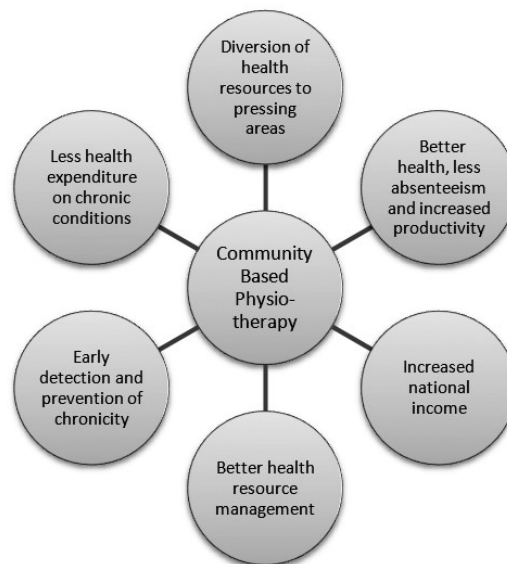 Diversion of
health
resources to
pressing
areas
Less health
expenditure
on chronic
conditions
Better
health, less
absenteeism
and increased
productivity
Community
Based
Physio-
therapy
Early
detection and
prevention of
chronicity
Increased
national
income
Better health
resource
management